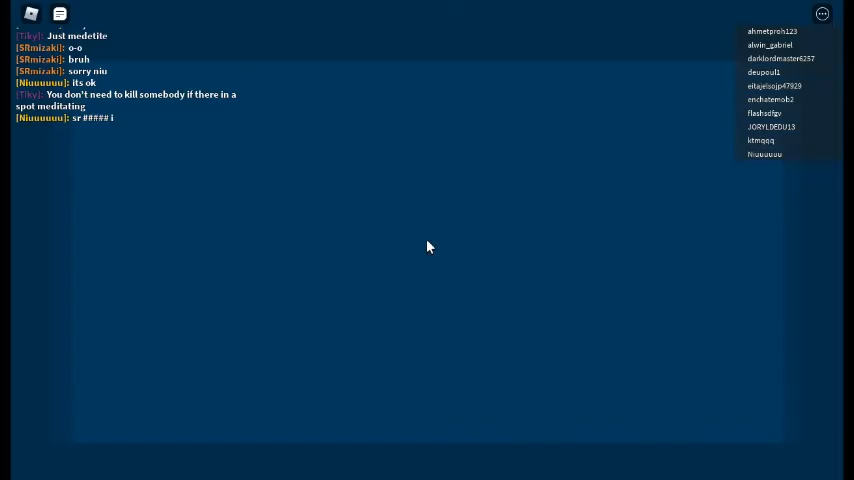 [Tiky]: Just medetite
[SRmizaki]: o-o
[SRmizaki]: bruh
[SRmizaki]: sorry niu
[Niuuuuuu]: its ok
[Tiky]: You don't need to kill somebody if there in a
spot meditating
[Niuuuuuu]: sr ##### i
ahmetproh123
alwin_gabriel
darklordmaster6257
deupoul1
eitajelsojp47929
enchatemob2
flashsdfgv
JORYLDEDU13
ktmqqq
Niuuuuuu